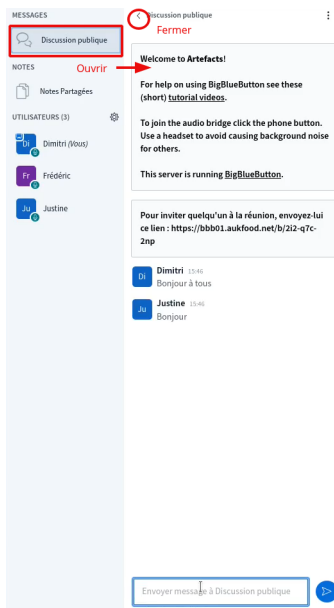 MESSAGES
Discussion publique
NOTES
Ouvrir
Notes Partagées
UTILISATEURS (3)
Di
Dimitri (Vous)
Fr
Frédéric
Ju
Justine
Discussion publique
Fermer
Welcome to Artefacts!
For help on using BigBlueButton see these
(short) tutorial videos.
To join the audio bridge click the phone button.
Use a headset to avoid causing background noise
for others.
This server is running BigBlueButton.
Pour inviter quelqu'un à la réunion, envoyez-lui
ce lien : https://bbb01.aukfood.net/b/2i2-q7c-
2np
Di
Dimitri 15:46
Bonjour à tous
Ju
Justine 15:46
Bonjour
Envoyer message à Discussion publique